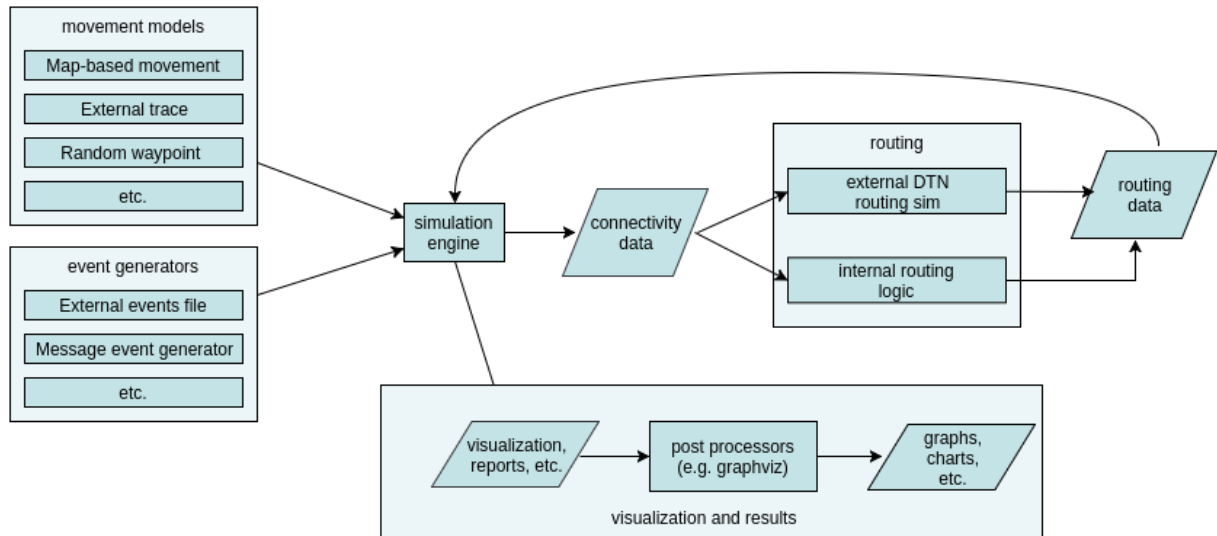 movement models
Map-based movement
External trace
Random waypoint
etc.
event generators
External events file
Message event generator
etc.
simulation
engine
connectivity
data
routing
external DTN
routing sim
internal routing
logic
routing
data
visualization,
reports, etc.
post processors
(e.g. graphviz)
graphs,
charts,
etc.
visualization and results